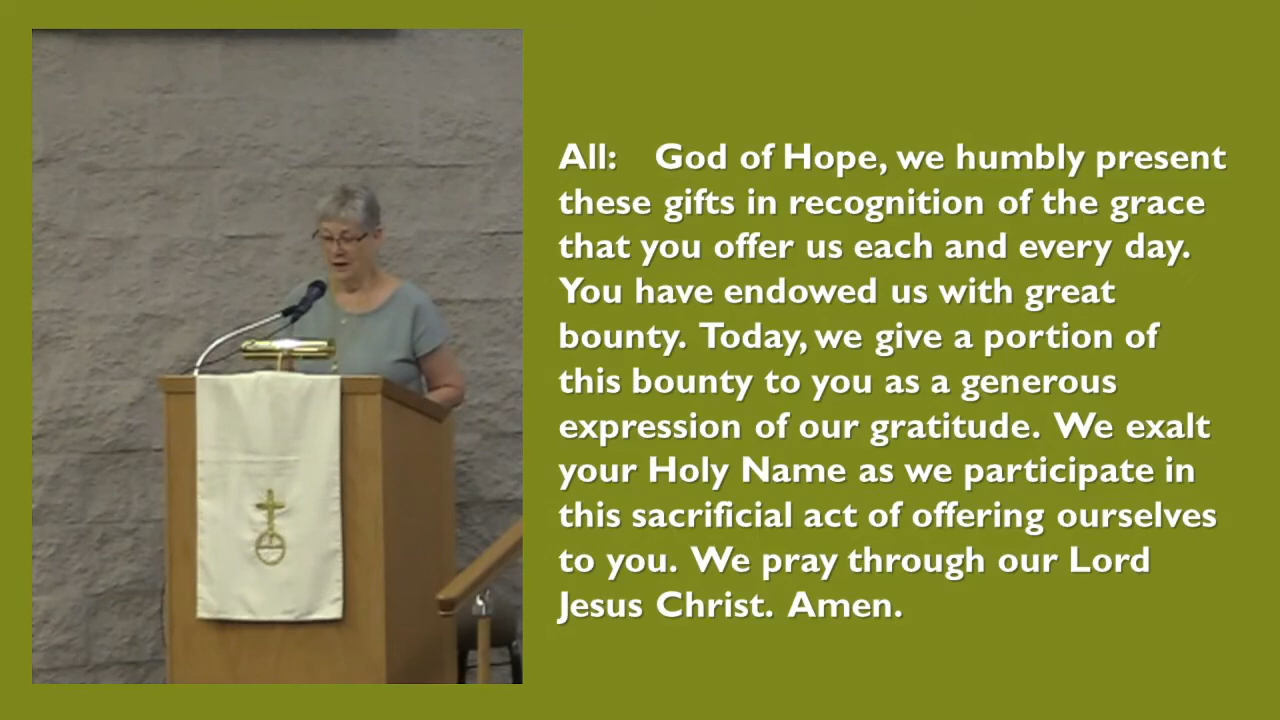 All: God of Hope, we humbly present
these gifts in recognition of the grace
that you offer us each and every day.
You have endowed us with great
bounty. Today, we give a portion of
this bounty to you as a generous
expression of our gratitude. We exalt
your Holy Name as we participate in
this sacrificial act of offering ourselves
to you. We pray through our Lord
Jesus Christ. Amen.